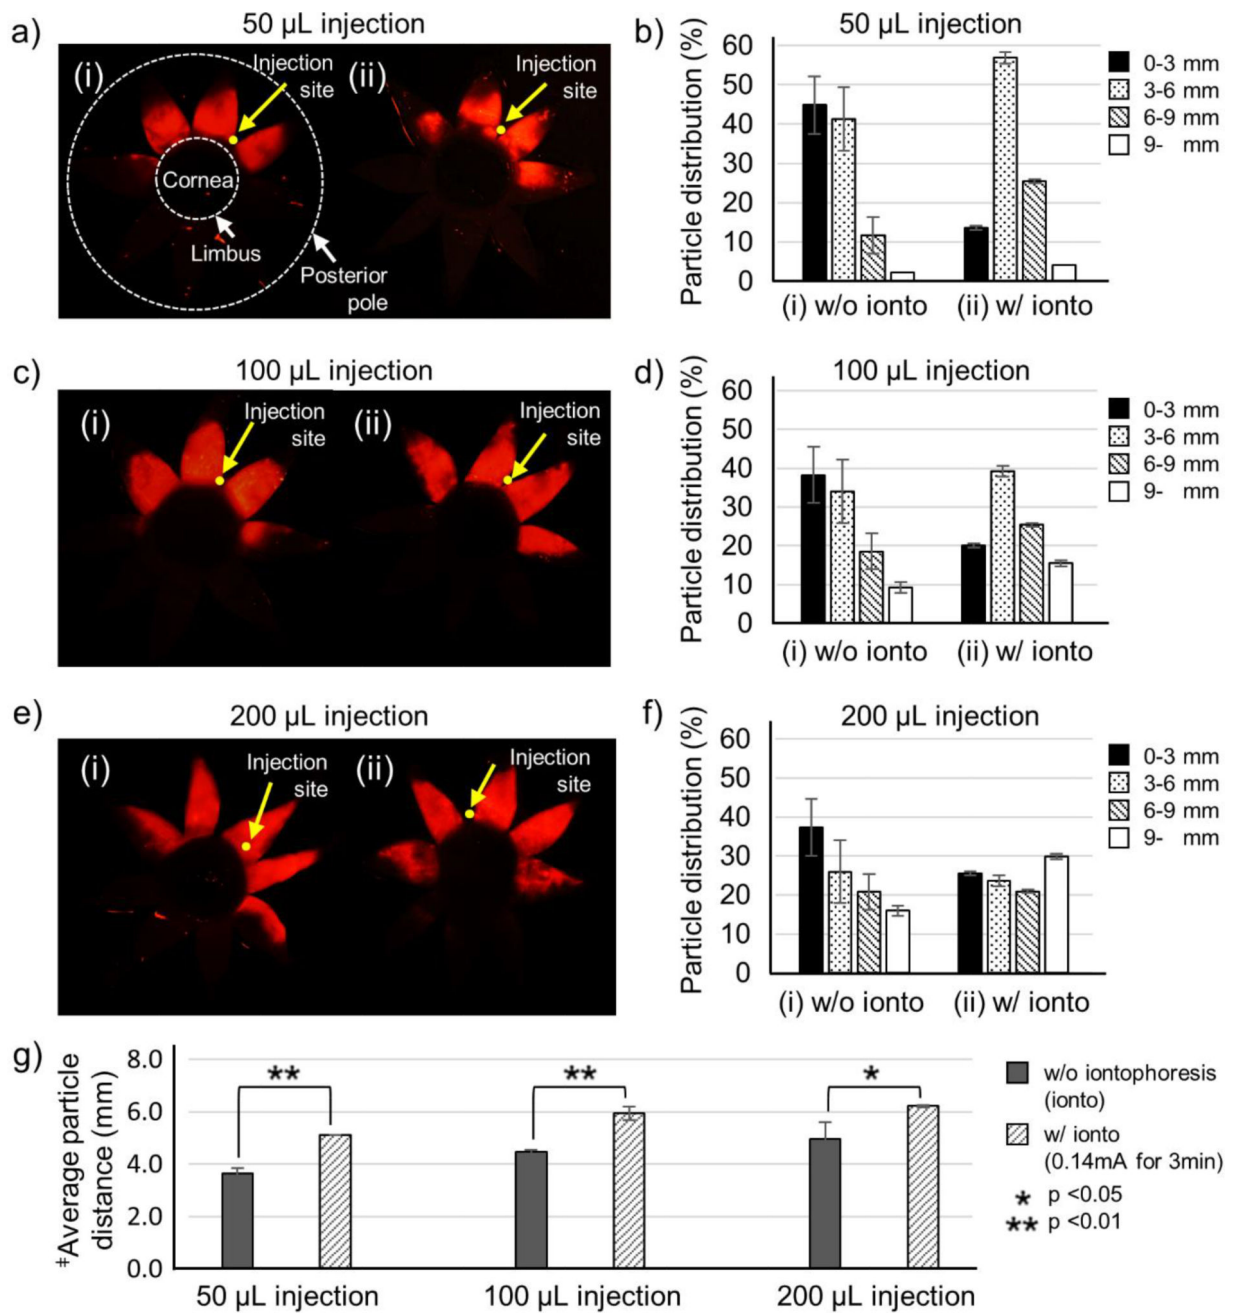 a)
50 µL injection
(i)
Injection
site
(ii)
Injection
site
Cornea
Limbus
Posterior
pole
b)
50 µL injection
Particle distribution (%)
60
50
40
30
20
10
0
(i) w/o ionto
(ii) w/ ionto
0-3 mm
3-6 mm
6-9 mm
9- mm
c)
100 µL injection
(i)
Injection
site
(ii)
Injection
site
d)
100 µL injection
Particle distribution (%)
60
50
40
30
20
10
0
(i) w/o ionto
(ii) w/ ionto
0-3 mm
3-6 mm
6-9 mm
9- mm
e)
200 µL injection
(i)
Injection
site
(ii)
Injection
site
f)
200 µL injection
Particle distribution (%)
60
50
40
30
20
10
0
(i) w/o ionto
(ii) w/ ionto
0-3 mm
3-6 mm
6-9 mm
9- mm
g)
ǂAverage particle
distance (mm)
8.0
6.0
4.0
2.0
0.0
**
**
*
50 µL injection
100 µL injection
200 µL injection
w/o iontophoresis
(ionto)
w/ ionto
(0.14mA for 3min)
* p <0.05
** p <0.01